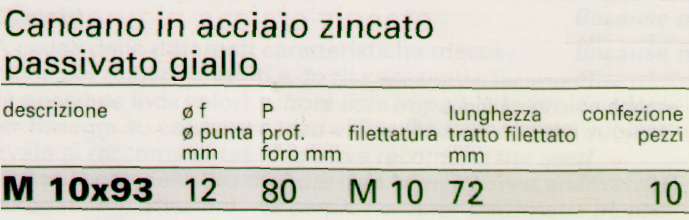 Cancano in acciaio zincato
passivato giallo
descrizione ø f P lunghezza confezione
ø punta prof. filettatura tratto filettato pezzi
mm foro mm mm
M 10x93 12 80 M 10 72 10